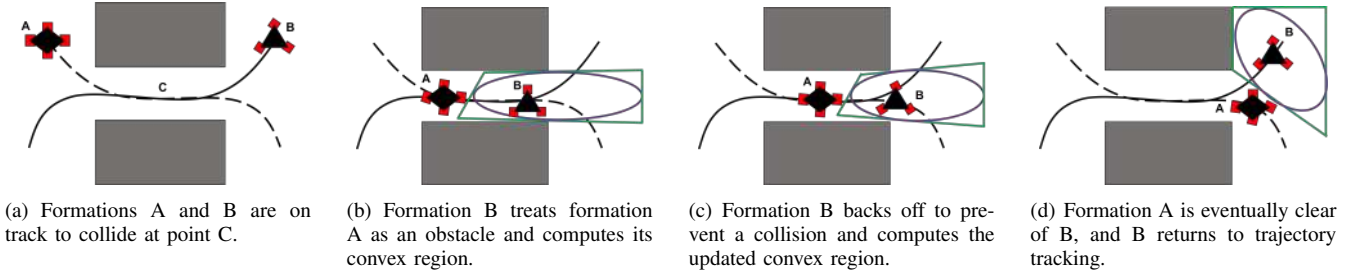 A
B
C
A
B
A
B
B
A
(a) Formations A and B are on
track to collide at point C.
(b) Formation B treats formation
A as an obstacle and computes its
convex region.
(c) Formation B backs off to pre-
vent a collision and computes the
updated convex region.
(d) Formation A is eventually clear
of B, and B returns to trajectory
tracking.